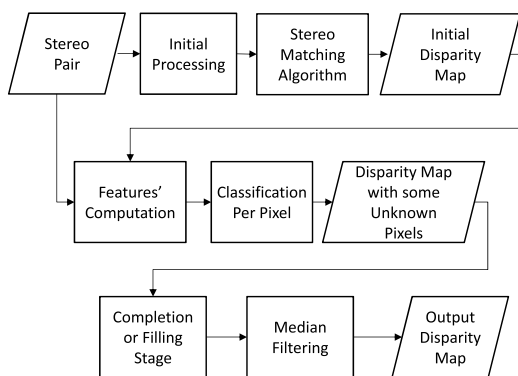 Stereo
Pair
Initial
Processing
Stereo
Matching
Algorithm
Initial
Disparity
Map
Features’
Computation
Classification
Per Pixel
Disparity Map
with some
Unknown
Pixels
Completion
or Filling
Stage
Median
Filtering
Output
Disparity
Map